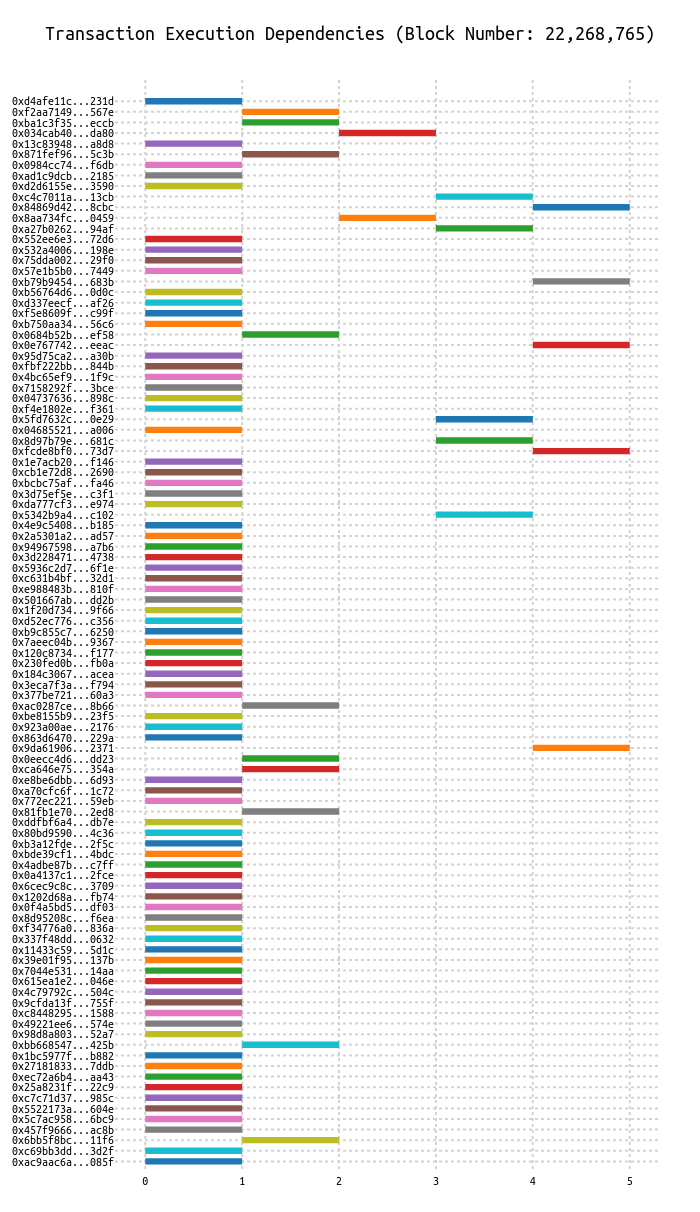 Transaction Execution Dependencies (Block Number: 22,268,765)
0xd4afe11c...231d
0xf2aa7149...567e
0xba1c3f35...eccb
0x034cab40...da80
0x13c83948...a8d8
0x871fef96...5c3b
0x0984cc74...f6db
0xad1c9dcb...2185
0xd2d6155e...3590
0xc4c7011a...13cb
0x84869d42...8cbc
0x8aa734fc...0459
0xa27b0262...94af
0x552ee6e3...72d6
0x532a4006...198e
0x75dda002...29f0
0x57e1b5b0...7449
0xb79b9454...683b
0xb56764d6...0d0c
0xd337eecf...af26
0xf5e8609f...c99f
0xb750aa34...56c6
0x0684b52b...ef58
0x0e767742...eeac
0x95d75ca2...a30b
0xfbf222bb...844b
0x4bc65ef9...1f9c
0x7158292f...3bce
0x04737636...898c
0xf4e1802e...f361
0x5fd7632c...0e29
0x04685521...a006
0x8d97b79e...681c
0xfcde8bf0...73d7
0x1e7acb20...f146
0xcb1e72d8...2690
0xbcbc75af...fa46
0x3d75ef5e...c3f1
0xda777cf3...e974
0x5342b9a4...c102
0x4e9c5408...b185
0x2a5301a2...ad57
0x94967598...a7b6
0x3d228471...4738
0x5936c2d7...6f1e
0xc631b4bf...32d1
0xe988483b...810f
0x501667ab...dd2b
0x1f20d734...9f66
0xd52ec776...c356
0xb9c855c7...6250
0x7aeec04b...9367
0x120c8734...f177
0x230fed0b...fb0a
0x184c3067...acea
0x3eca7f3a...f794
0x377be721...60a3
0xac0287ce...8b66
0xbe8155b9...23f5
0x923a00ae...2176
0x863d6470...229a
0x9da61906...2371
0x0eecc4d6...dd23
0xca646e75...354a
0xe8be6dbb...6d93
0xa70cfc6f...1c72
0x772ec221...59eb
0x81fb1e70...2ed8
0xddfbf6a4...db7e
0x80bd9590...4c36
0xb3a12fde...2f5c
0xbde39cf1...4bdc
0x4adbe87b...c7ff
0x0a4137c1...2fce
0x6cec9c8c...3709
0x1202d68a...fb74
0x0f4a5bd5...df03
0x8d95208c...f6ea
0xf34776a0...836a
0x337f48dd...0632
0x11433c59...5d1c
0x39e01f95...137b
0x7044e531...14aa
0x615ea1e2...046e
0x4c79792c...504c
0x9cfda13f...755f
0xc8448295...1588
0x49221ee6...574e
0x98d8a803...52a7
0xbb668547...425b
0x1bc5977f...b882
0x27181833...7ddb
0xec72a6b4...aa43
0x25a8231f...22c9
0xc7c71d37...985c
0x5522173a...604e
0x5c7ac958...6bc9
0x457f9666...ac8b
0x6bb5f8bc...11f6
0xc69bb3dd...3d2f
0xac9aac6a...085f
0 1 2 3 4 5